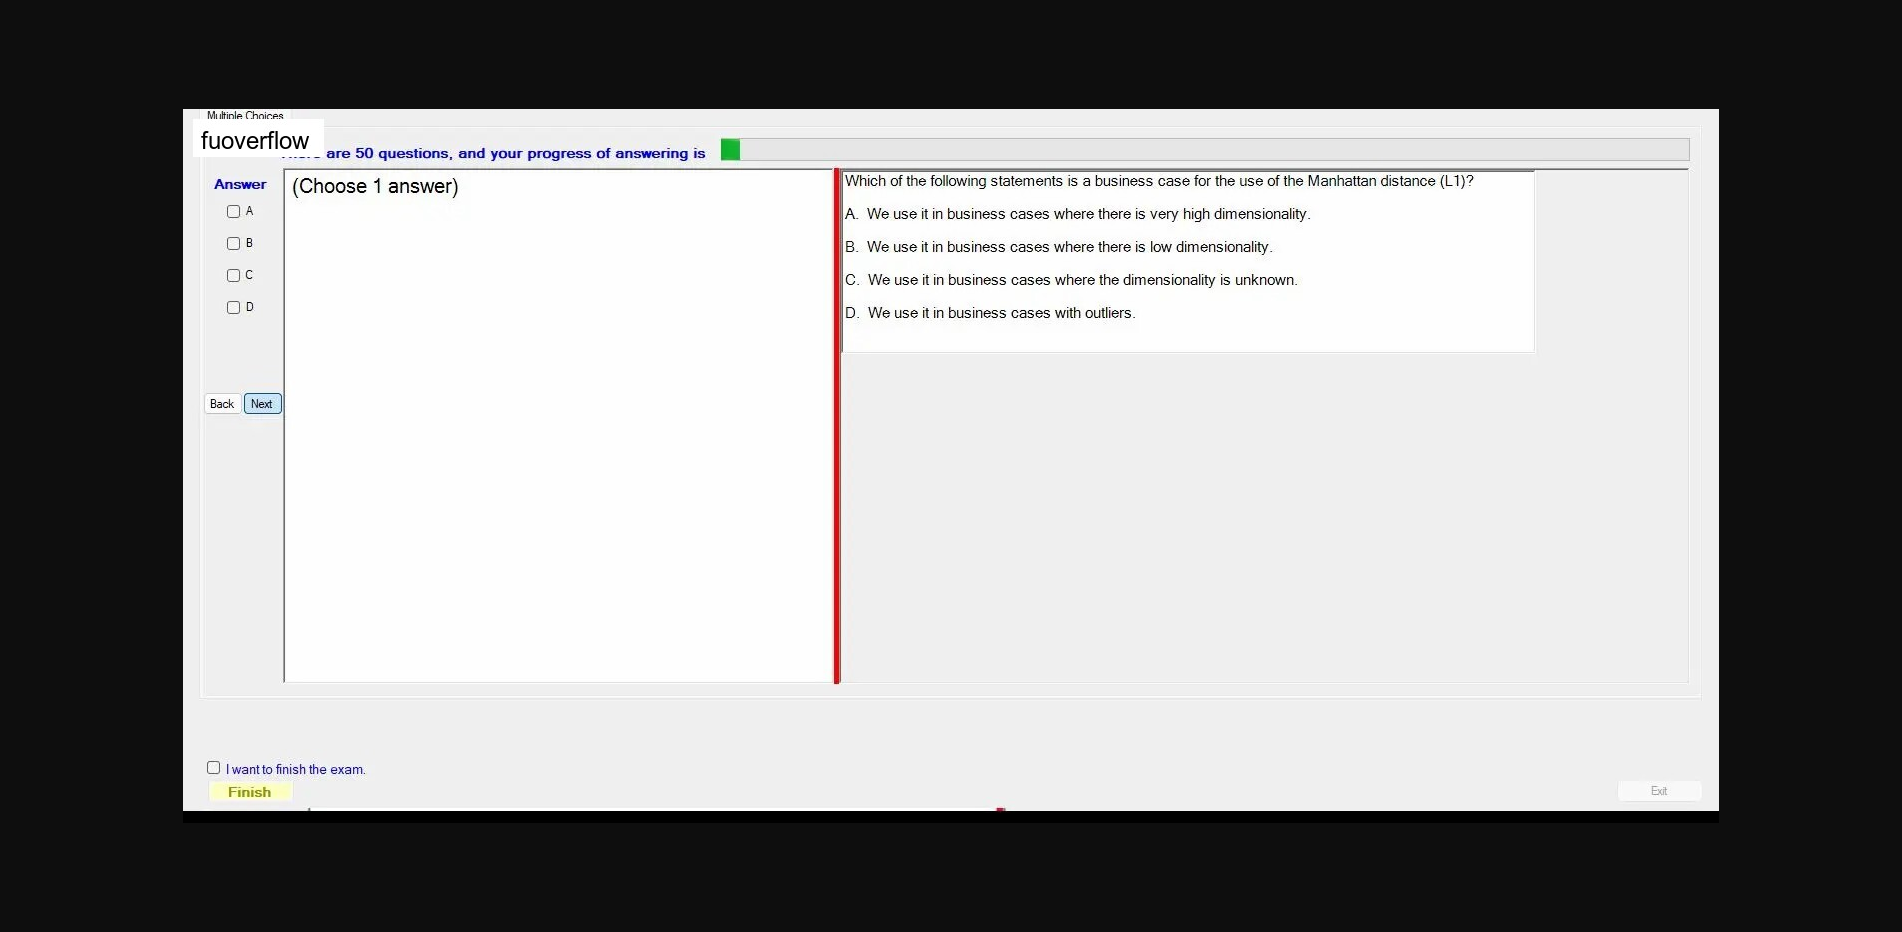 Multiple Choices
fuoverflow
are 50 questions, and your progress of answering is
Answer
A
B
C
D
Back Next
(Choose 1 answer)
Which of the following statements is a business case for the use of the Manhattan distance (L1)?
A. We use it in business cases where there is very high dimensionality.
B. We use it in business cases where there is low dimensionality.
C. We use it in business cases where the dimensionality is unknown.
D. We use it in business cases with outliers.
I want to finish the exam.
Finish
Exit